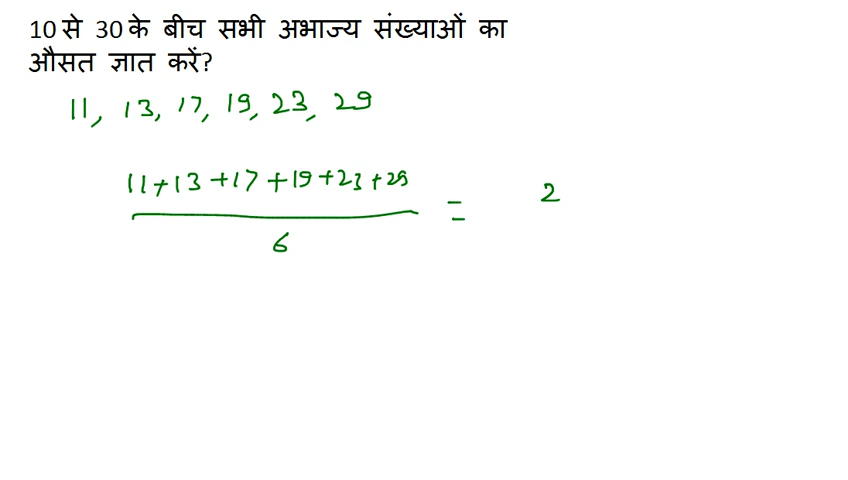 10 से 30 के बीच सभी अभाज्य संख्याओं का
औसत ज्ञात करें?
11, 13, 17, 19, 23, 29
11+13+17+19+23+29
= 2
6